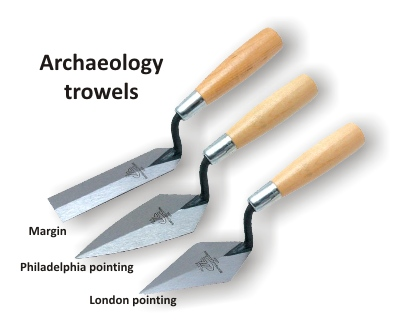 Archaeology
trowels
Margin
Philadelphia pointing
London pointing